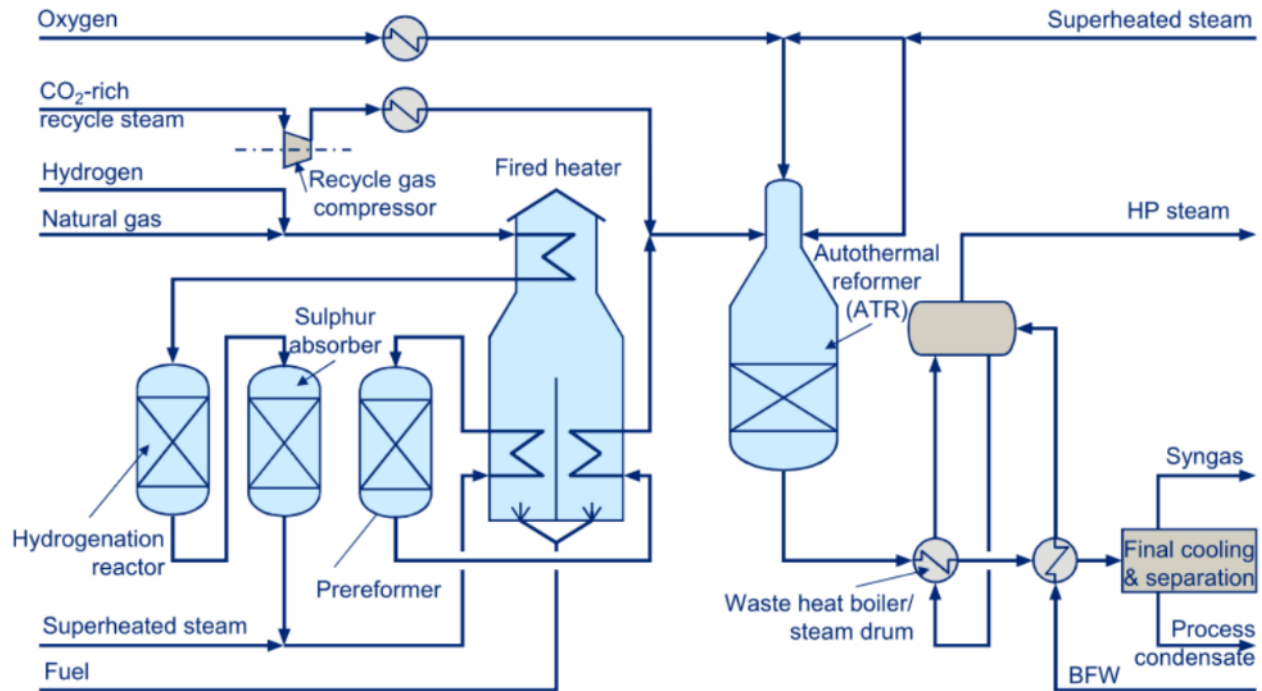 Oxygen
Superheated steam
CO₂-rich
recycle steam
Hydrogen
Recycle gas
compressor
Fired heater
Natural gas
HP steam
Autothermal
reformer
(ATR)
Sulphur
absorber
Hydrogenation
reactor
Prereformer
Syngas
Final cooling
& separation
Waste heat boiler/
steam drum
Superheated steam
Process
condensate
Fuel
BFW